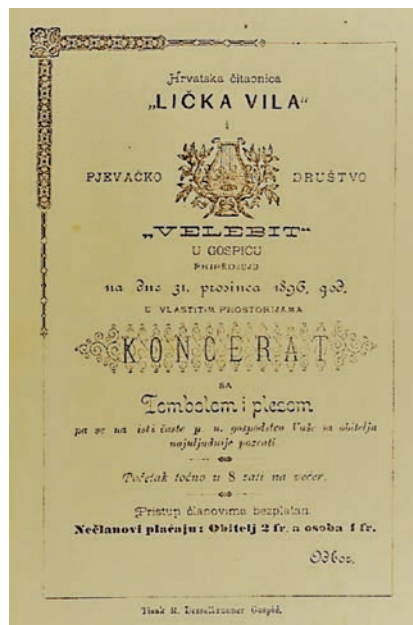 Hrvatska čitaonica
„LIČKA VILA“
i
PJEVAČKO DRUŠTVO
„VELEBIT“
U GOSPIĆU
PRIREDJUJU
na dne 31. prosinca 1896. god.
U VLASTITIM PROSTORIJAMA
KONCERAT
SA
Tombolom i plesom
pa se na isti časte p. n. gospodstvo Vaše sa obitelju
najuljudnije pozvati.
Početak točno u 8 sati na večer.
Pristup članovima bezplatan.
Nečlanovi plaćaju: Obitelj 2 fr. a osoba 1 fr.
Odbor.
Tisak R. Desselbrunner Gospić.